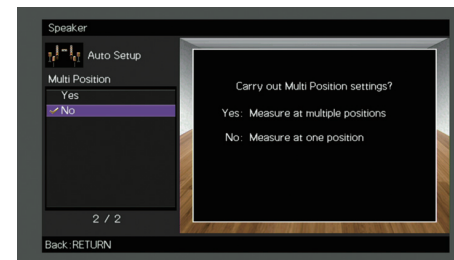 Speaker
Auto Setup
Multi Position
Yes
✓No
2 / 2
Carry out Multi Position settings?
Yes: Measure at multiple positions
No: Measure at one position
Back:RETURN